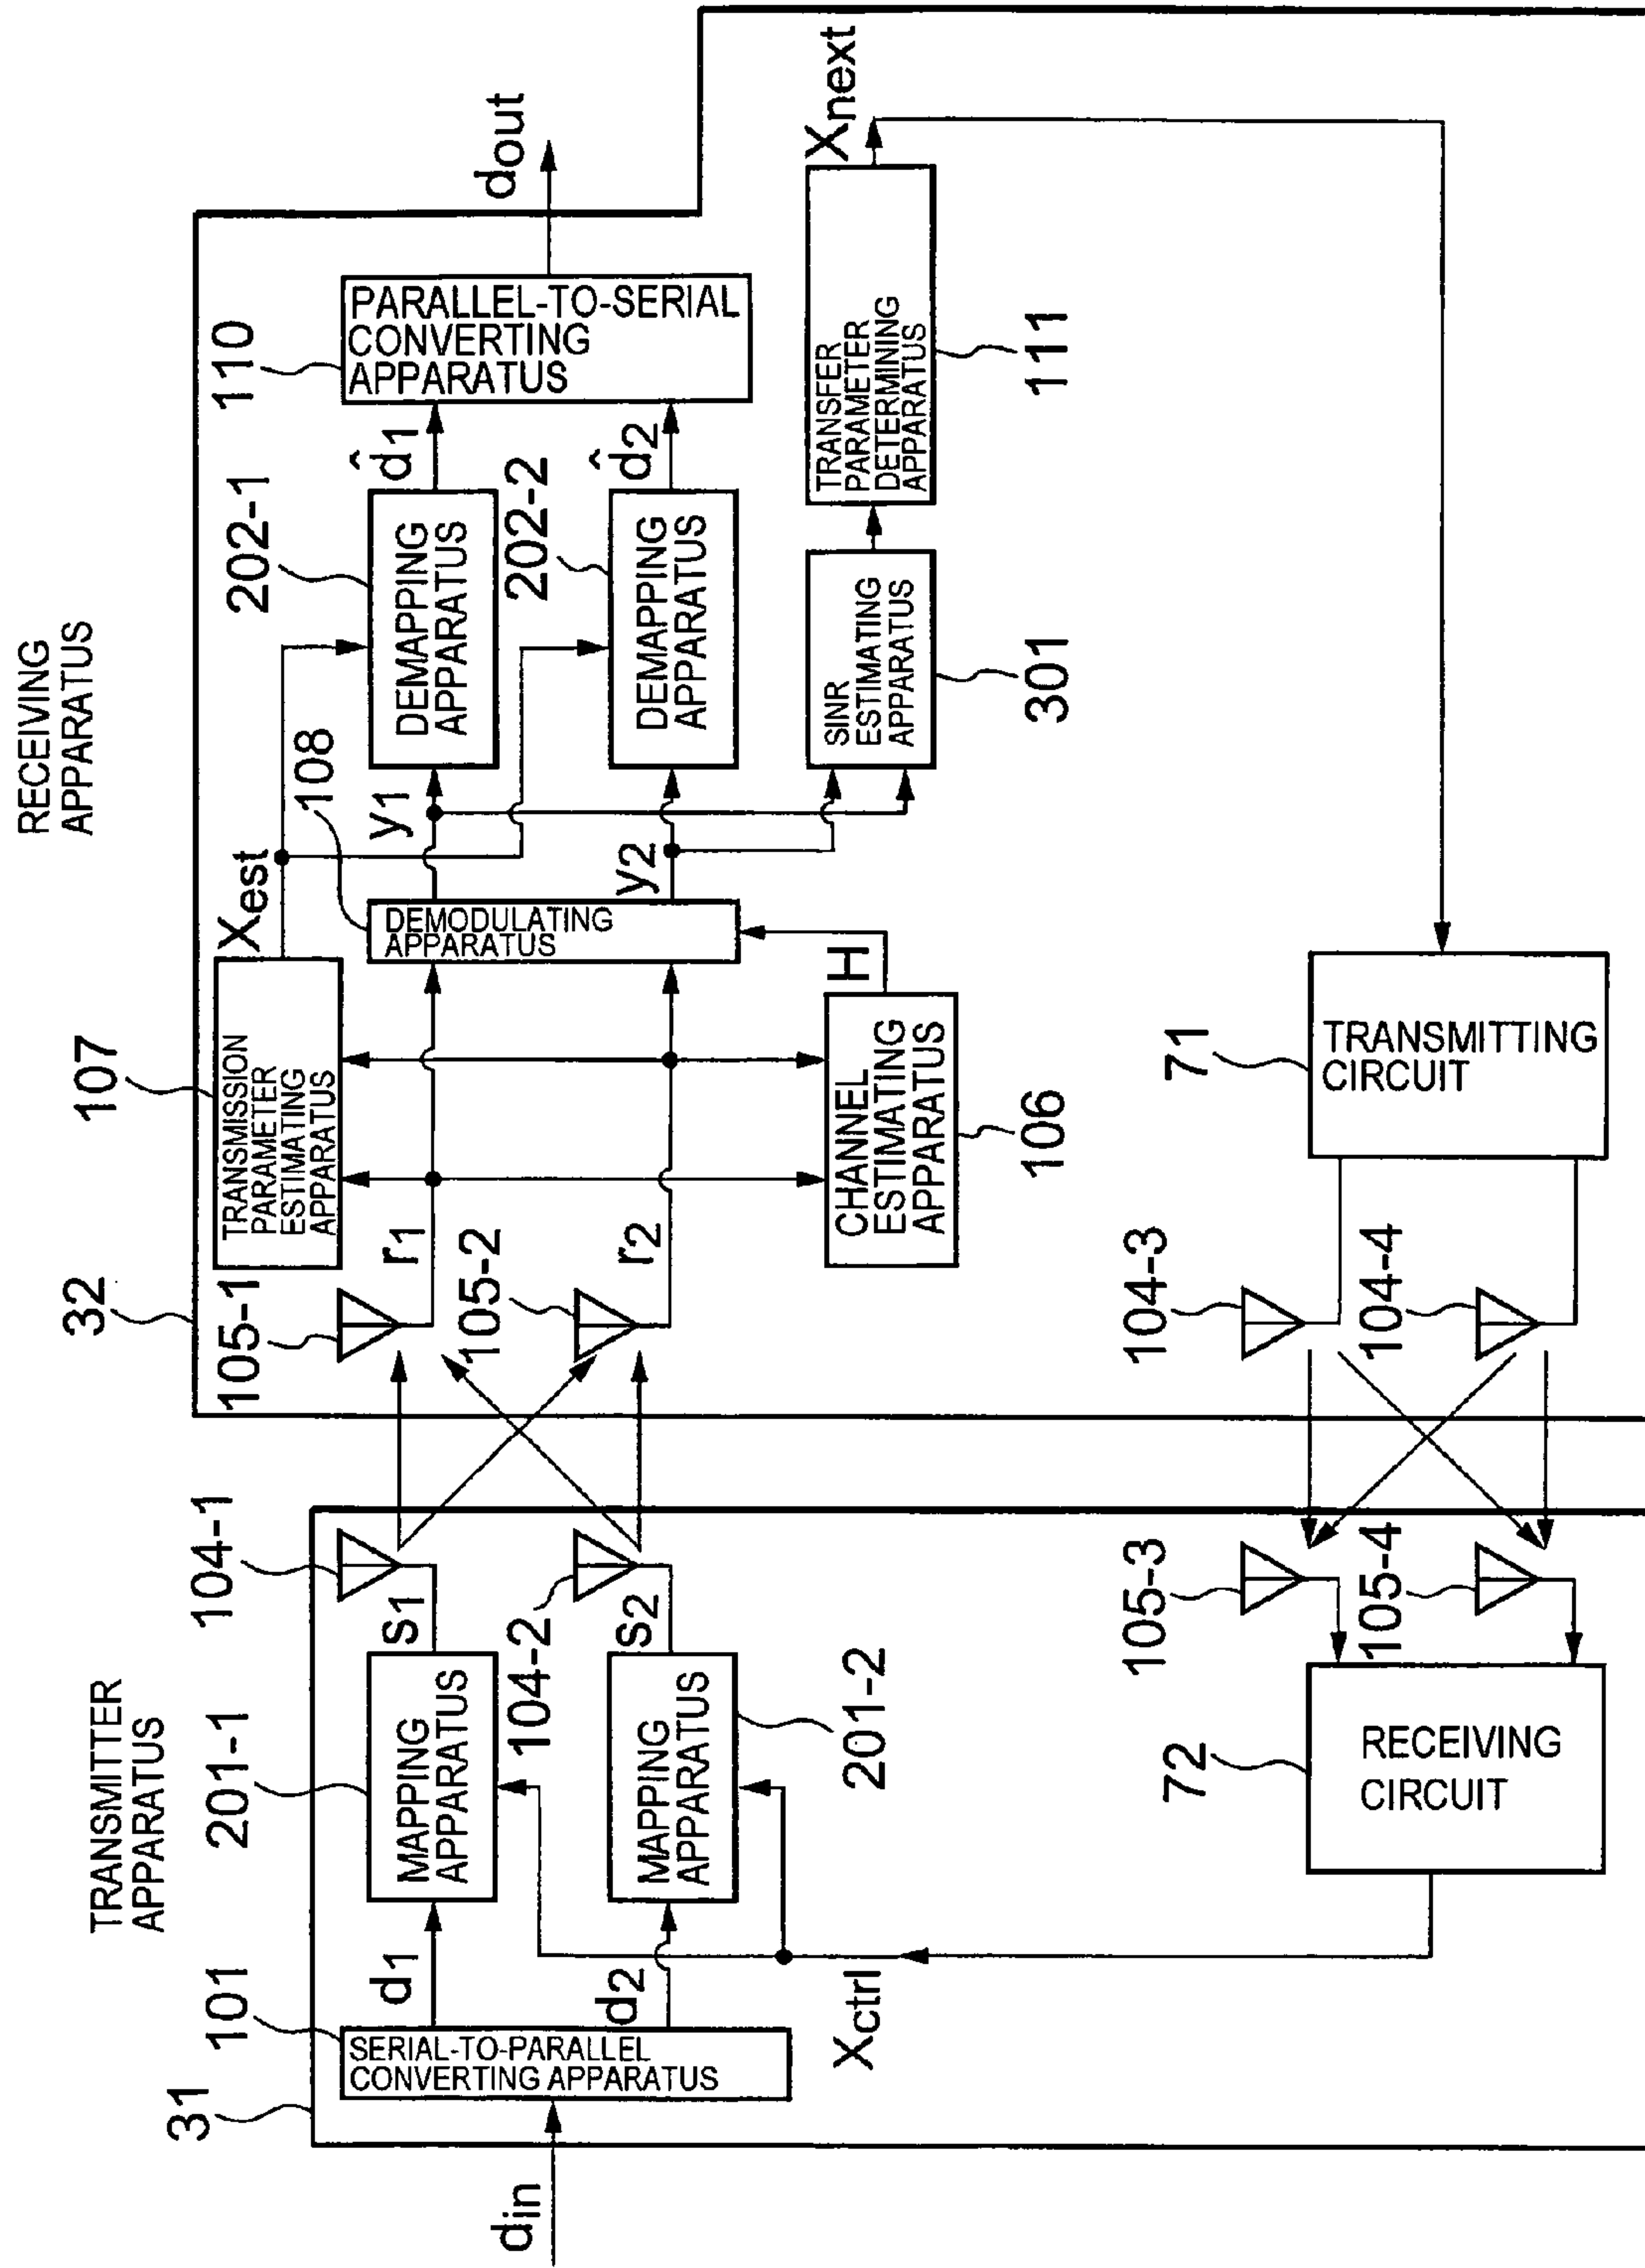 TRANSMITTER
APPARATUS
RECEIVING
APPARATUS
31
101
201-1
104-1
32
105-1
107
108
202-1
110
din
SERIAL-TO-PARALLEL
CONVERTING APPARATUS
d1
MAPPING
APPARATUS
s1
r1
TRANSMISSION
PARAMETER
ESTIMATING
APPARATUS
Xest
DEMODULATING
APPARATUS
y1
DEMAPPING
APPARATUS
d̂1
PARALLEL-TO-SERIAL
CONVERTING
APPARATUS
dout
d2
MAPPING
APPARATUS
104-2
s2
201-2
105-2
r2
y2
202-2
DEMAPPING
APPARATUS
d̂2
Xctrl
CHANNEL
ESTIMATING
APPARATUS
106
H
SINR
ESTIMATING
APPARATUS
301
TRANSFER
PARAMETER
DETERMINING
APPARATUS
111
Xnext
72
RECEIVING
CIRCUIT
105-3
105-4
104-3
104-4
71
TRANSMITTING
CIRCUIT